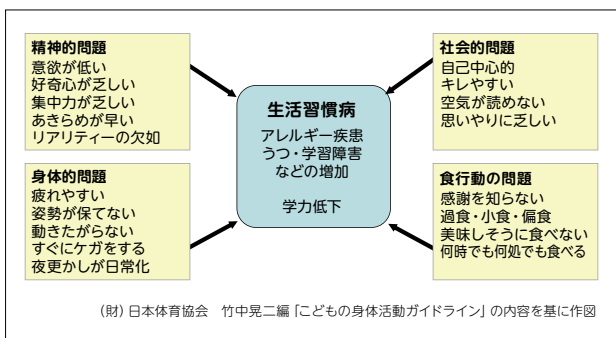 精神的問題
意欲が低い
好奇心が乏しい
集中力が乏しい
あきらめが早い
リアリティーの欠如
社会的問題
自己中心的
キレやすい
空気が読めない
思いやりに乏しい
生活習慣病
アレルギー疾患
うつ・学習障害
などの増加
学力低下
身体的問題
疲れやすい
姿勢が保てない
動きたがらない
すぐにケガをする
夜更かしが日常化
食行動の問題
感謝を知らない
過食・小食・偏食
美味しそうに食べない
何時でも何処でも食べる
(財)日本体育協会　竹中晃二編「こどもの身体活動ガイドライン」の内容を基に作図